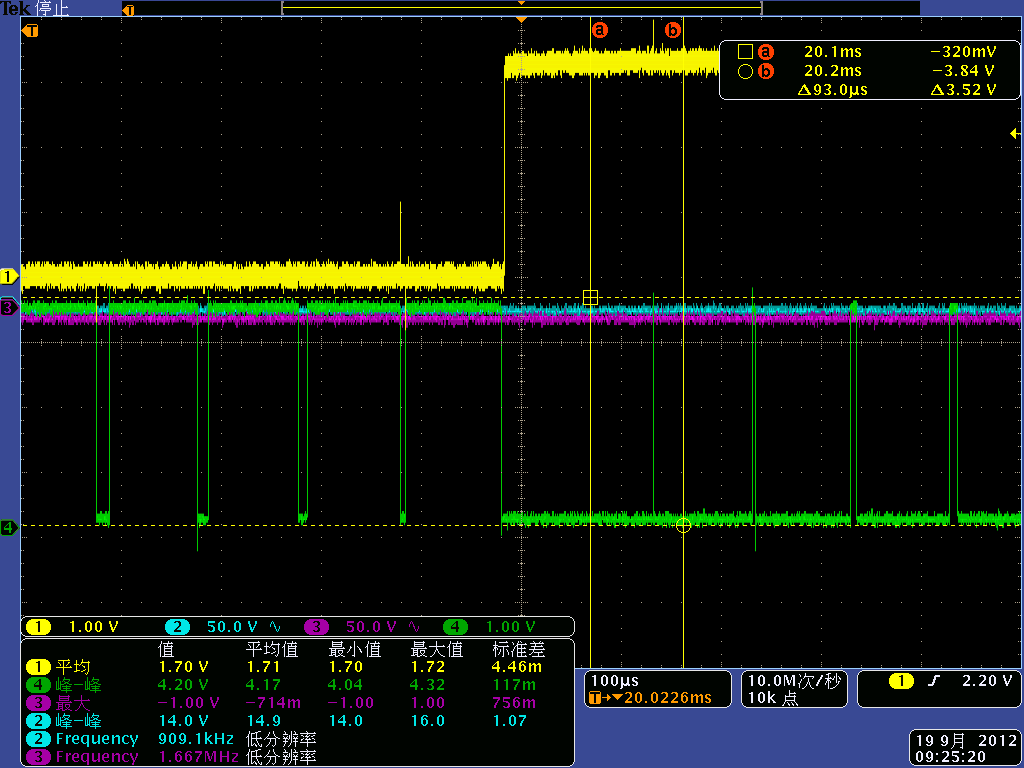 Tek 停止
T
T
a b
a 20.1ms −320mV
b 20.2ms −3.84 V
Δ93.0µs Δ3.52 V
1
3
4
1 1.00 V 2 50.0 V ∿ 3 50.0 V ∿ 4 1.00 V
值 平均值 最小值 最大值 标准差
1 平均 1.70 V 1.71 1.70 1.72 4.46m
4 峰−峰 4.20 V 4.17 4.04 4.32 117m
3 最大 −1.00 V −714m −1.00 1.00 756m
2 峰−峰 14.0 V 14.9 14.0 16.0 1.07
2 Frequency 909.1kHz 低分辨率
3 Frequency 1.667MHz 低分辨率
100µs
T→▼20.0226ms
10.0M次/秒
10k 点
1 2.20 V
19 9月 2012
09:25:20